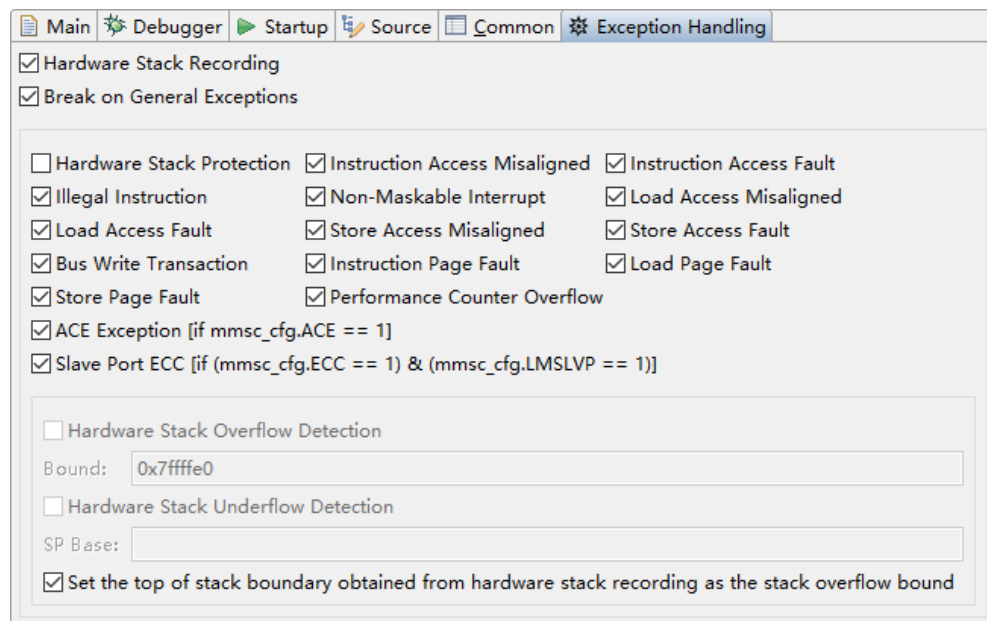 Main Debugger Startup Source Common Exception Handling
Hardware Stack Recording
Break on General Exceptions
Hardware Stack Protection Instruction Access Misaligned Instruction Access Fault
Illegal Instruction Non-Maskable Interrupt Load Access Misaligned
Load Access Fault Store Access Misaligned Store Access Fault
Bus Write Transaction Instruction Page Fault Load Page Fault
Store Page Fault Performance Counter Overflow
ACE Exception [if mmsc_cfg.ACE == 1]
Slave Port ECC [if (mmsc_cfg.ECC == 1) & (mmsc_cfg.LMSLVP == 1)]
Hardware Stack Overflow Detection
Bound: 0x7ffffe0
Hardware Stack Underflow Detection
SP Base:
Set the top of stack boundary obtained from hardware stack recording as the stack overflow bound